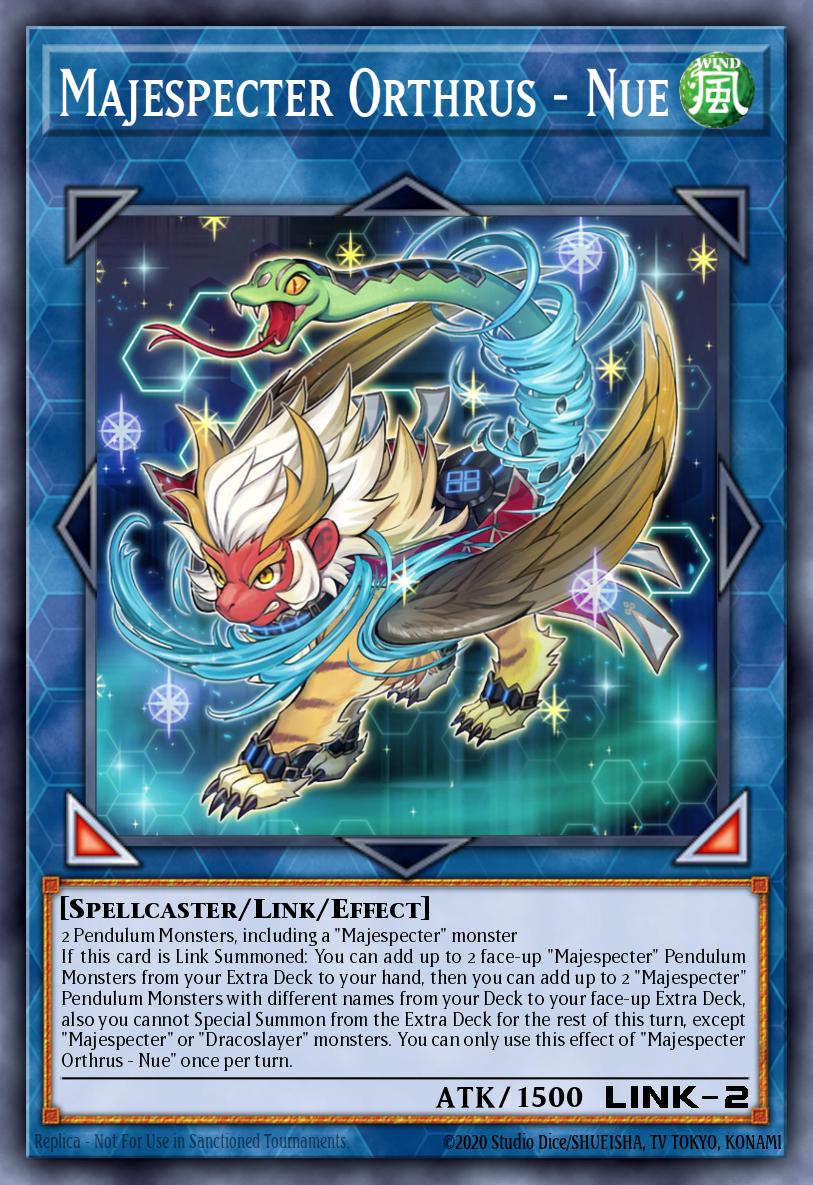 Majespecter Orthrus - Nue
WIND
風
[Spellcaster/Link/Effect]
2 Pendulum Monsters, including a "Majespecter" monster
If this card is Link Summoned: You can add up to 2 face-up "Majespecter" Pendulum
Monsters from your Extra Deck to your hand, then you can add up to 2 "Majespecter"
Pendulum Monsters with different names from your Deck to your face-up Extra Deck,
also you cannot Special Summon from the Extra Deck for the rest of this turn, except
"Majespecter" or "Dracoslayer" monsters. You can only use this effect of "Majespecter
Orthrus - Nue" once per turn.
ATK/1500 LINK-2
Replica - Not For Use in Sanctioned Tournaments. ©2020 Studio Dice/SHUEISHA, TV TOKYO, KONAMI